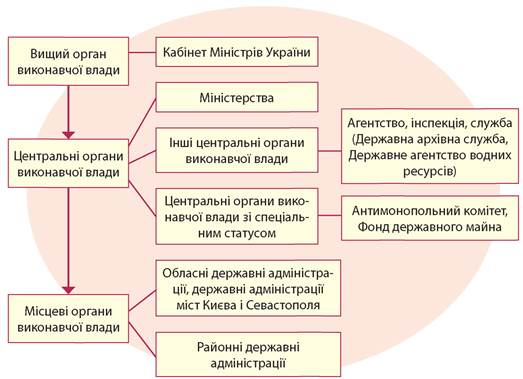 Вищий орган
виконавчої влади
Кабінет Міністрів України
Міністерства
Центральні органи
виконавчої влади
Інші центральні органи
виконавчої влади
Агентство, інспекція, служба
(Державна архівна служба,
Державне агентство водних
ресурсів)
Центральні органи вико-
навчої влади зі спеціаль-
ним статусом
Антимонопольний комітет,
Фонд державного майна
Місцеві органи
виконавчої влади
Обласні державні адміністра-
ції, державні адміністрації
міст Києва і Севастополя
Районні державні
адміністрації